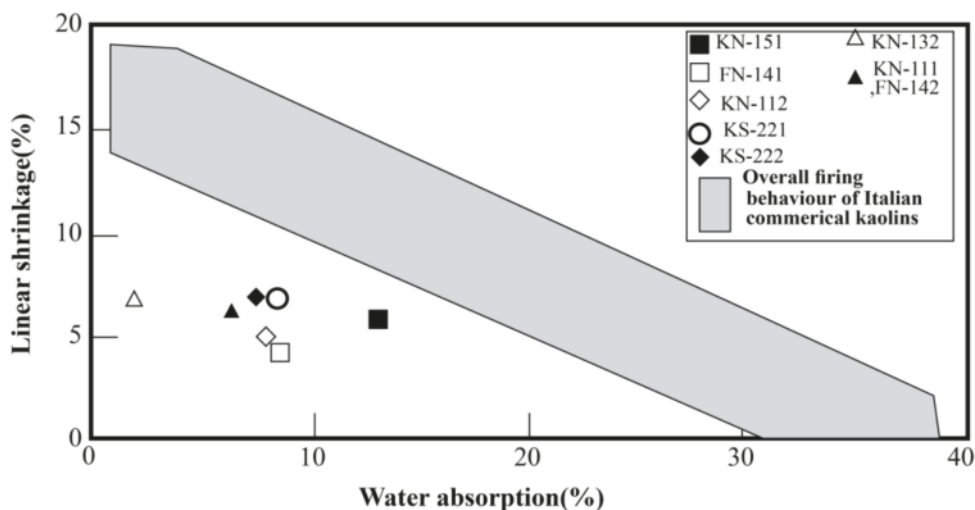 20
15
10
5
0
Linear shrinkage(%)
KN-151
FN-141
KN-112
KS-221
KS-222
KN-132
KN-111
,FN-142
Overall firing
behaviour of Italian
commerical kaolins
0
10
20
30
40
Water absorption(%)